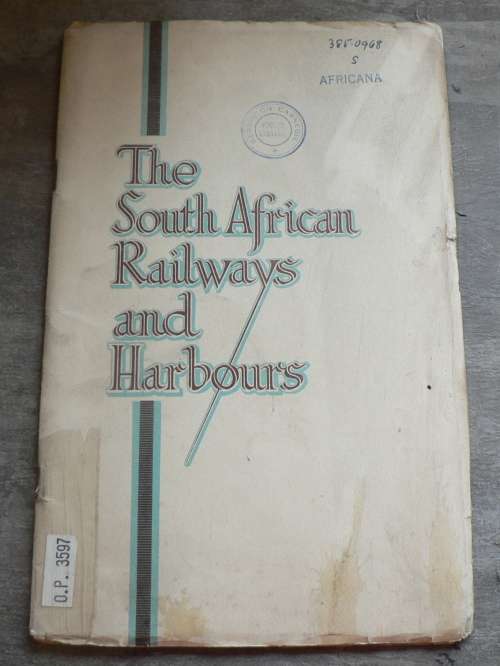 385.0968
S
AFRICANA
The
South African
Railways
and
Harbours
O.P. 3597